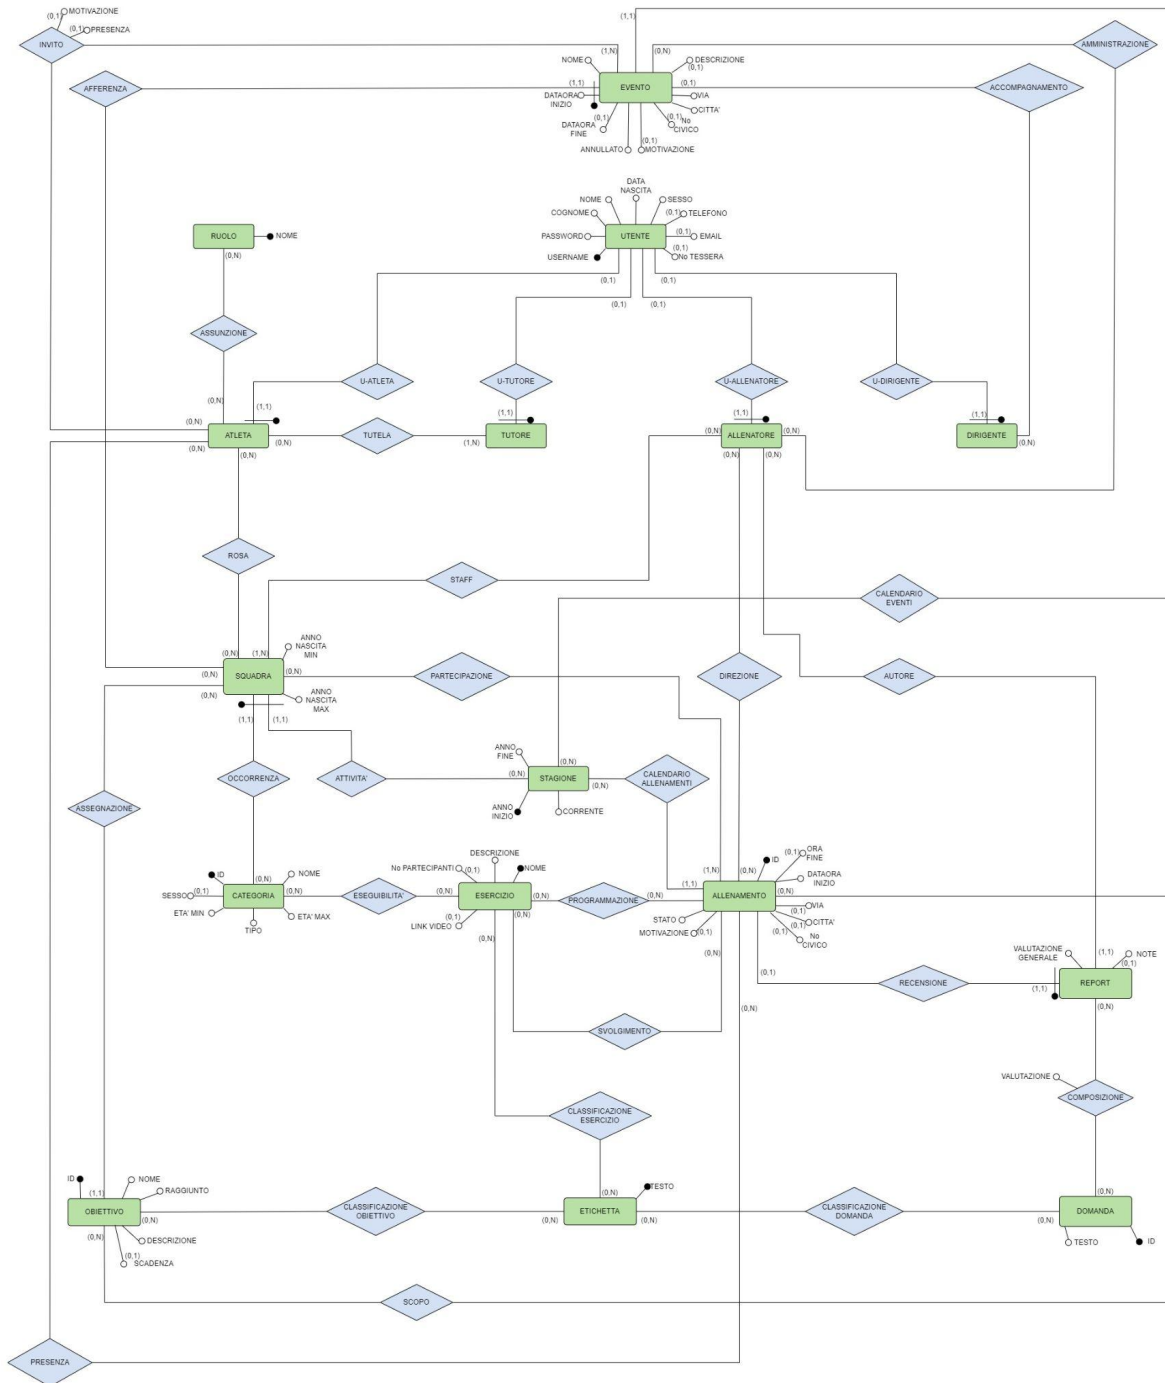 (0,1)
MOTIVAZIONE
(0,1)
PRESENZA
INVITO
(1,1)
(1,N)
(0,N)
AMMINISTRAZIONE
NOME
DESCRIZIONE
(0,1)
AFFERENZA
(1,1)
EVENTO
(0,1)
ACCOMPAGNAMENTO
DATAORA
INIZIO
VIA
(0,1)
CITTA'
DATAORA
FINE
(0,1)
(0,1)
No
CIVICO
ANNULLATO
(0,1)
MOTIVAZIONE
DATA
NASCITA
NOME
SESSO
COGNOME
(0,1)
TELEFONO
RUOLO
NOME
PASSWORD
UTENTE
(0,1)
EMAIL
(0,N)
USERNAME
(0,1)
No TESSERA
(0,1)
(0,1)
(0,1)
(0,1)
ASSUNZIONE
U-ATLETA
U-TUTORE
U-ALLENATORE
U-DIRIGENTE
(0,N)
(1,1)
(1,1)
(1,1)
(1,1)
(0,N)
ATLETA
(0,N)
TUTELA
(1,N)
TUTORE
(0,N)
ALLENATORE
(0,N)
DIRIGENTE
(0,N)
(0,N)
(0,N)
(0,N)
(0,N)
ROSA
STAFF
CALENDARIO
EVENTI
ANNO
NASCITA
MIN
(0,N)
(1,N)
(0,N)
SQUADRA
(0,N)
PARTECIPAZIONE
DIREZIONE
AUTORE
(0,N)
ANNO
NASCITA
MAX
(1,1)
(1,1)
ANNO
FINE
(0,N)
OCCORRENZA
ATTIVITA'
(0,N)
STAGIONE
(0,N)
CALENDARIO
ALLENAMENTI
ASSEGNAZIONE
ANNO
INIZIO
CORRENTE
DESCRIZIONE
ID
(0,1)
ORA
FINE
No PARTECIPANTI
(0,1)
NOME
ID
NOME
DATAORA
INIZIO
(0,N)
(1,N)
(0,N)
SESSO
(0,1)
CATEGORIA
(0,N)
ESEGUIBILITA'
(0,N)
ESERCIZIO
(0,N)
PROGRAMMAZIONE
(0,N)
(1,1)
ALLENAMENTO
(0,N)
VIA
(0,1)
ETA' MIN
ETA' MAX
TIPO
(0,1)
LINK VIDEO
(0,N)
(0,N)
STATO
MOTIVAZIONE
(0,1)
(0,1)
CITTA'
(0,1)
No
CIVICO
(0,N)
VALUTAZIONE
GENERALE
(1,1)
NOTE
(0,1)
(0,1)
RECENSIONE
(1,1)
REPORT
(0,N)
(0,N)
SVOLGIMENTO
VALUTAZIONE
COMPOSIZIONE
CLASSIFICAZIONE
ESERCIZIO
ID
NOME
RAGGIUNTO
TESTO
(1,1)
(0,N)
(0,N)
OBIETTIVO
(0,N)
CLASSIFICAZIONE
OBIETTIVO
(0,N)
ETICHETTA
(0,N)
CLASSIFICAZIONE
DOMANDA
(0,N)
DOMANDA
(0,N)
DESCRIZIONE
TESTO
ID
(0,1)
SCADENZA
SCOPO
PRESENZA